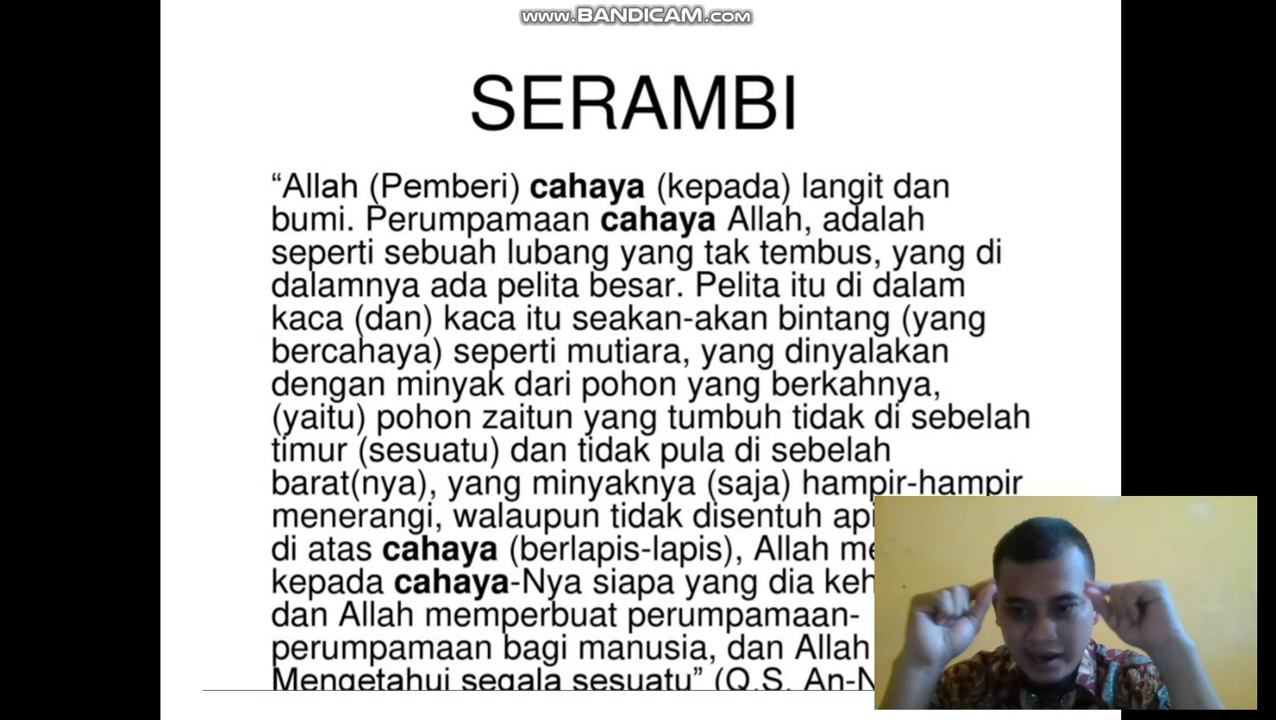 www.BANDICAM.com
SERAMBI
“Allah (Pemberi) cahaya (kepada) langit dan
bumi. Perumpamaan cahaya Allah, adalah
seperti sebuah lubang yang tak tembus, yang di
dalamnya ada pelita besar. Pelita itu di dalam
kaca (dan) kaca itu seakan-akan bintang (yang
bercahaya) seperti mutiara, yang dinyalakan
dengan minyak dari pohon yang berkahnya,
(yaitu) pohon zaitun yang tumbuh tidak di sebelah
timur (sesuatu) dan tidak pula di sebelah
barat(nya), yang minyaknya (saja) hampir-hampir
menerangi, walaupun tidak disentuh api
di atas cahaya (berlapis-lapis), Allah
kepada cahaya-Nya siapa yang dia
dan Allah memperbuat perumpamaan-
perumpamaan bagi manusia, dan Allah
Mengetahui segala sesuatu” (Q.S.